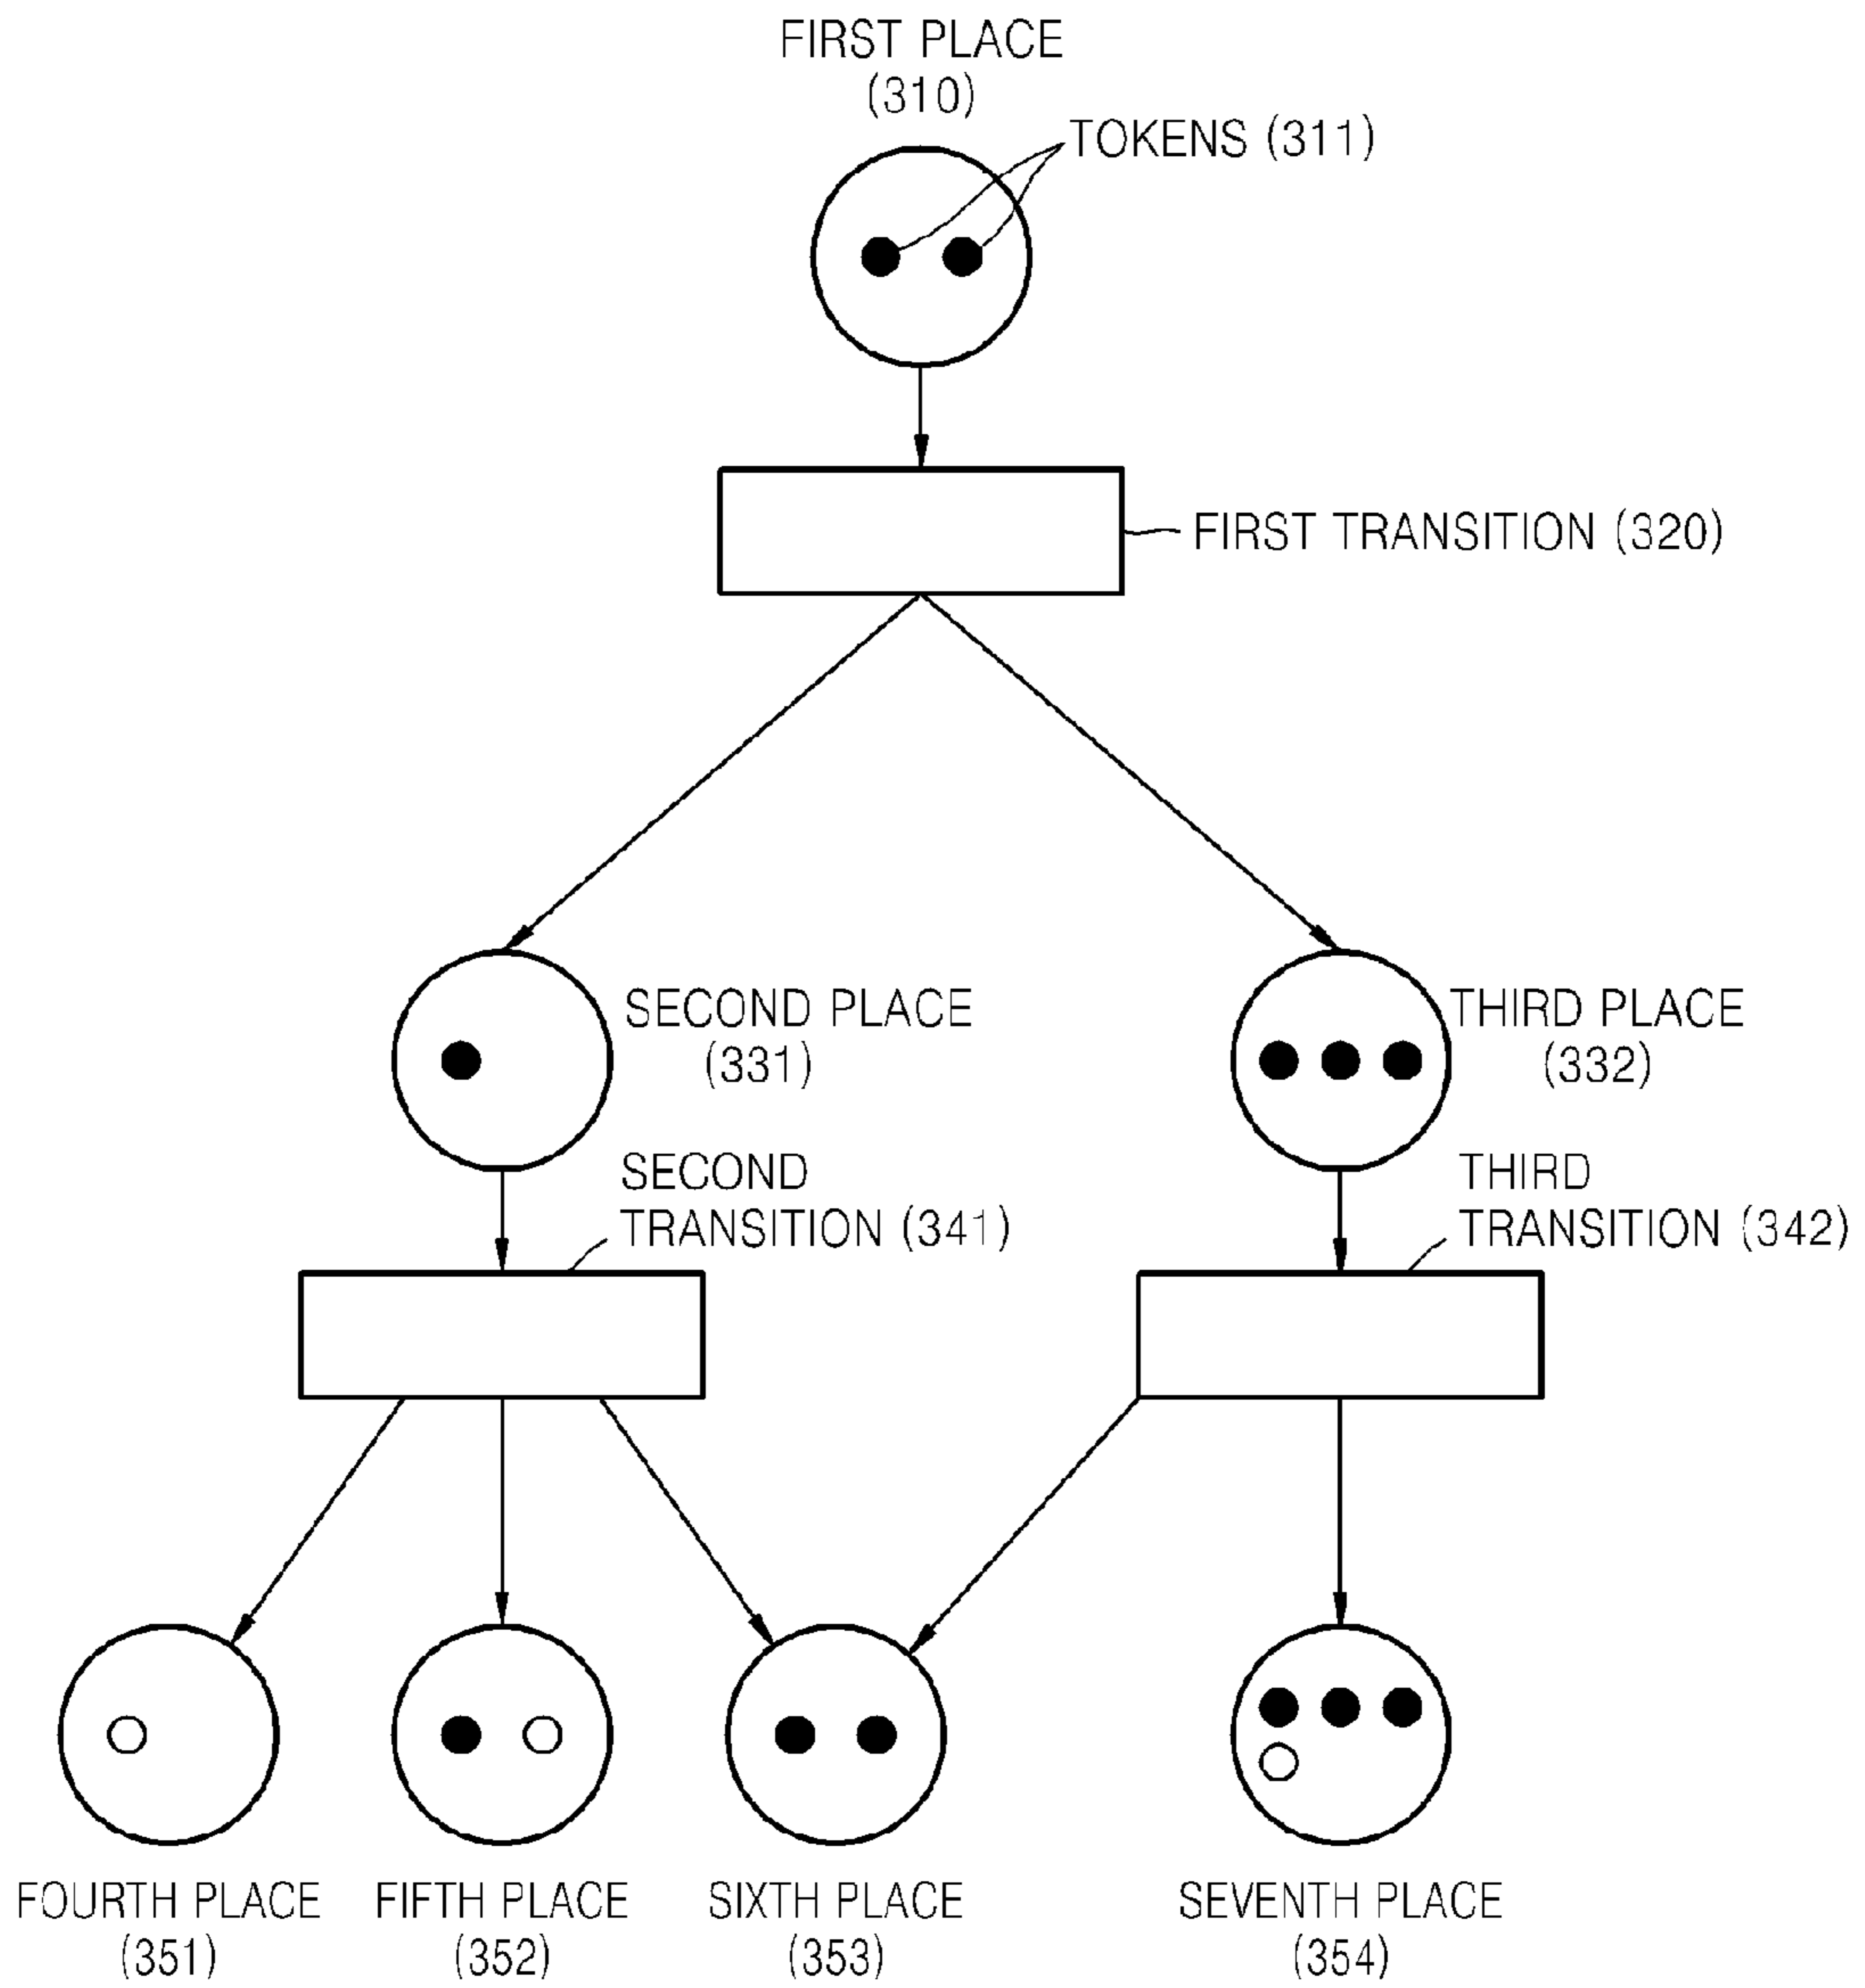 FIRST PLACE
(310)
TOKENS (311)
FIRST TRANSITION (320)
SECOND PLACE
(331)
THIRD PLACE
(332)
SECOND
TRANSITION (341)
THIRD
TRANSITION (342)
FOURTH PLACE
(351)
FIFTH PLACE
(352)
SIXTH PLACE
(353)
SEVENTH PLACE
(354)